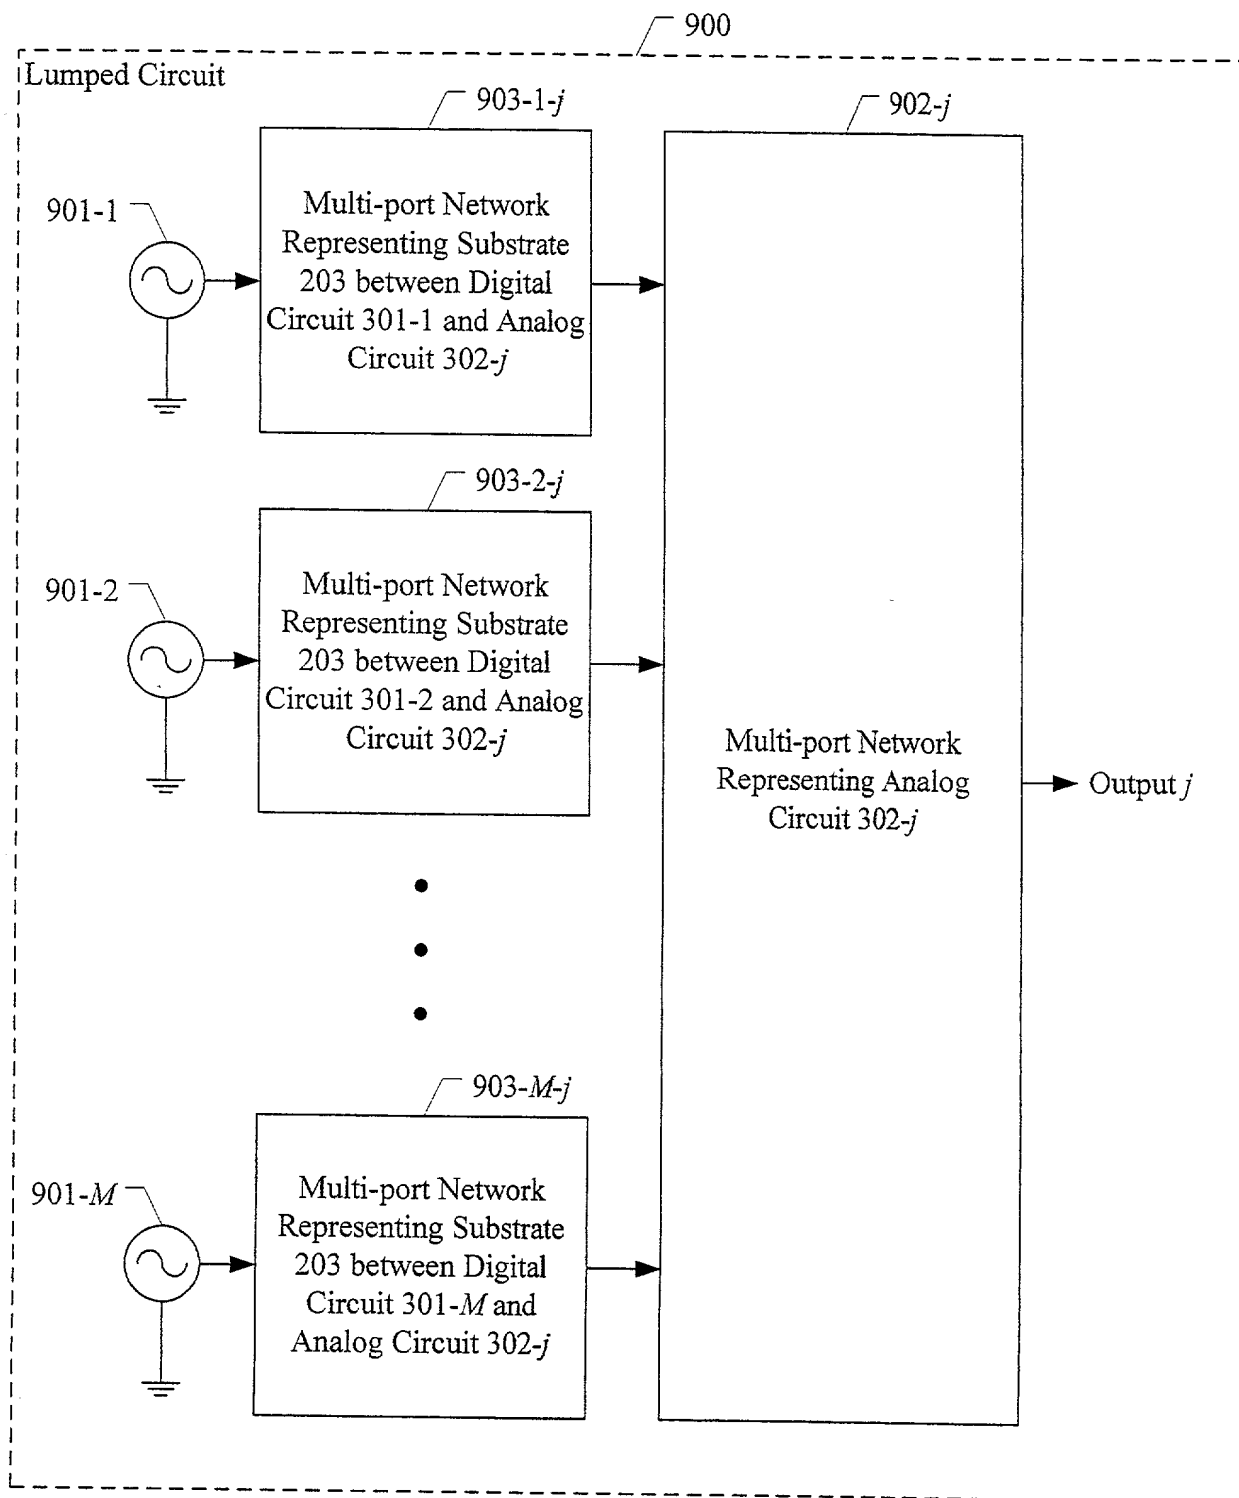 900
Lumped Circuit
903-1-j
902-j
901-1
Multi-port Network
Representing Substrate
203 between Digital
Circuit 301-1 and Analog
Circuit 302-j
903-2-j
901-2
Multi-port Network
Representing Substrate
203 between Digital
Circuit 301-2 and Analog
Circuit 302-j
Multi-port Network
Representing Analog
Circuit 302-j
Output j
903-M-j
901-M
Multi-port Network
Representing Substrate
203 between Digital
Circuit 301-M and
Analog Circuit 302-j